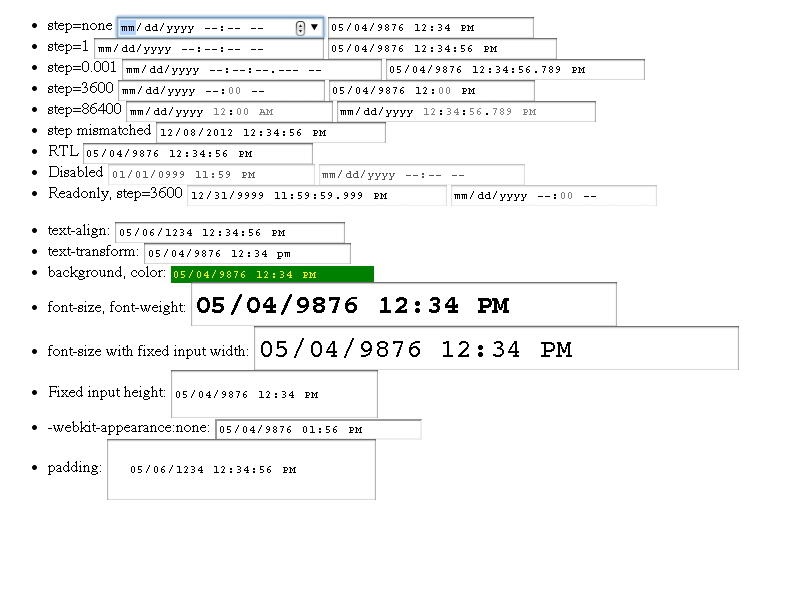 step=none mm/dd/yyyy --:-- -- 05/04/9876 12:34 PM
step=1 mm/dd/yyyy --:--:-- -- 05/04/9876 12:34:56 PM
step=0.001 mm/dd/yyyy --:--:--.--- -- 05/04/9876 12:34:56.789 PM
step=3600 mm/dd/yyyy --:00 -- 05/04/9876 12:00 PM
step=86400 mm/dd/yyyy 12:00 AM mm/dd/yyyy 12:34:56.789 PM
step mismatched 12/08/2012 12:34:56 PM
RTL 05/04/9876 12:34:56 PM
Disabled 01/01/0999 11:59 PM mm/dd/yyyy --:-- --
Readonly, step=3600 12/31/9999 11:59:59.999 PM mm/dd/yyyy --:00 --
text-align: 05/06/1234 12:34:56 PM
text-transform: 05/04/9876 12:34 pm
background, color: 05/04/9876 12:34 PM
font-size, font-weight: 05/04/9876 12:34 PM
font-size with fixed input width: 05/04/9876 12:34 PM
Fixed input height: 05/04/9876 12:34 PM
-webkit-appearance:none: 05/04/9876 01:56 PM
padding: 05/06/1234 12:34:56 PM